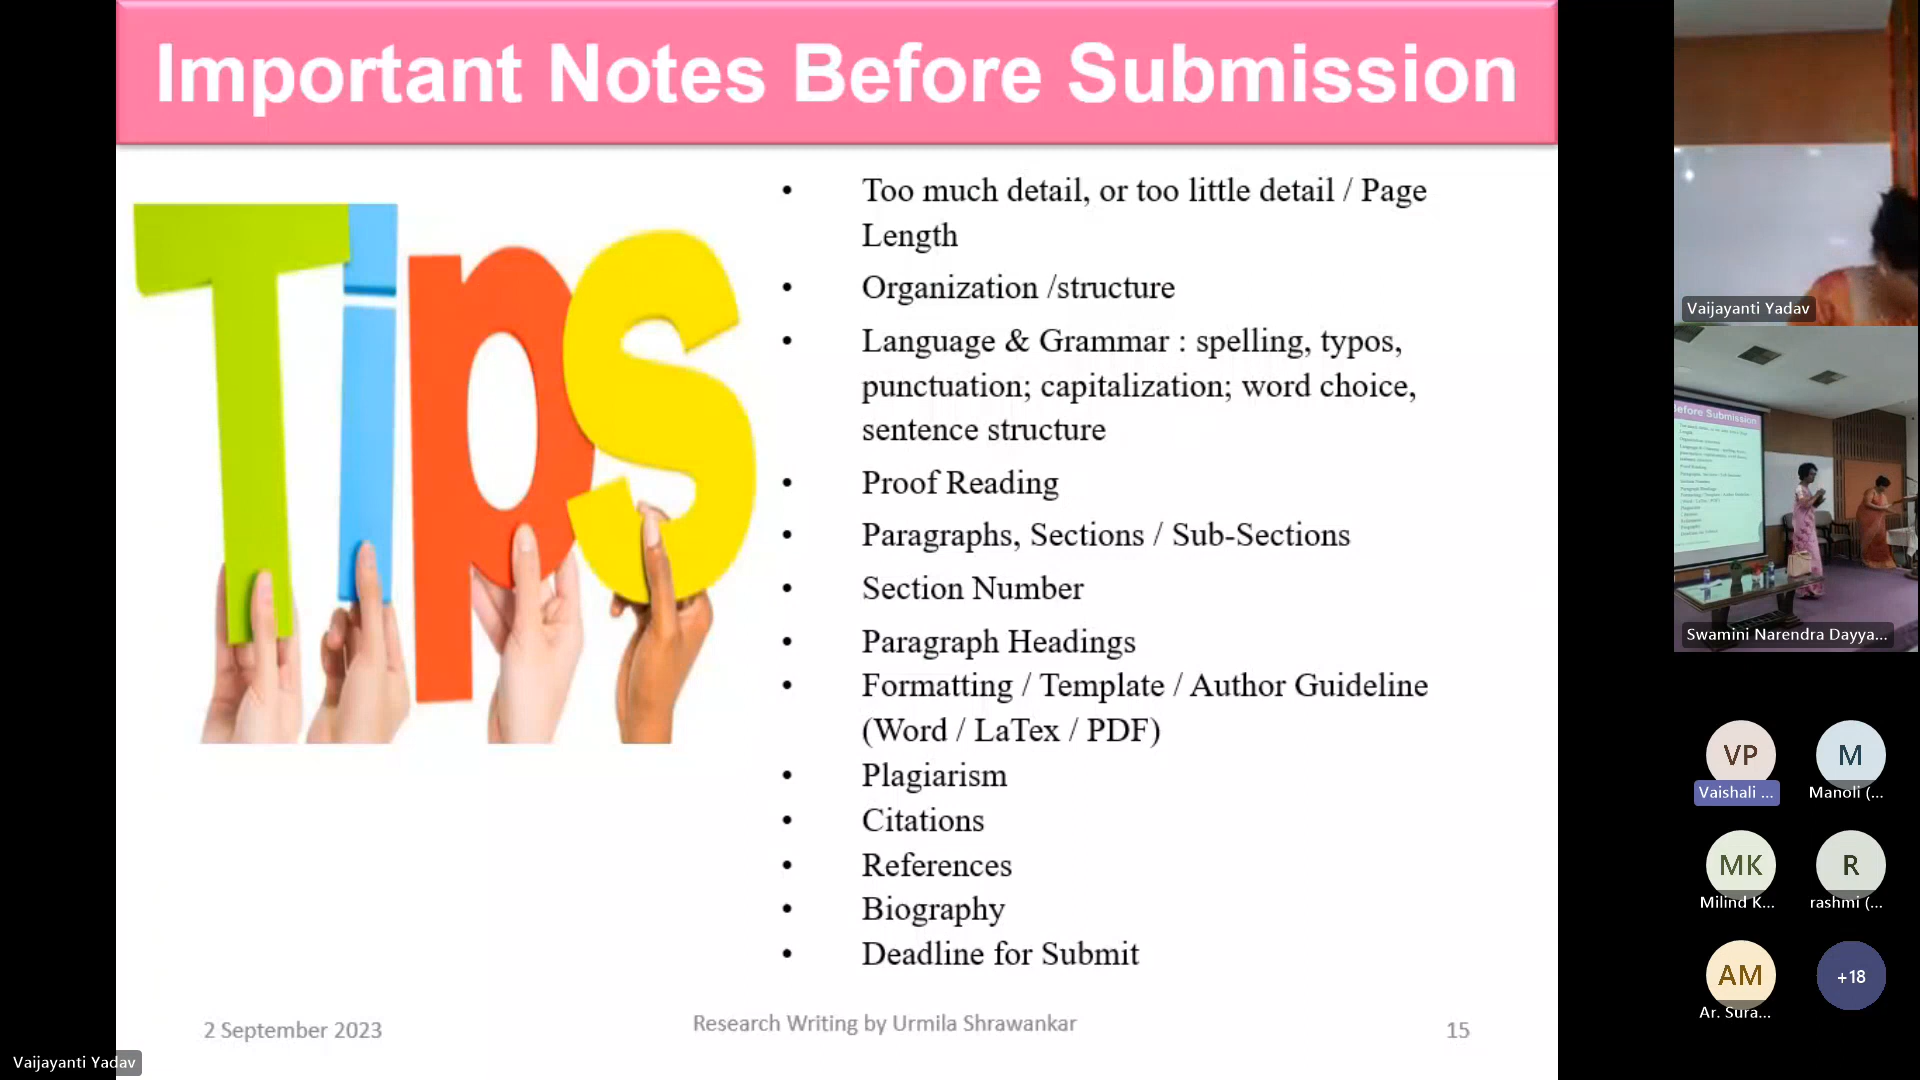 Important Notes Before Submission
Tips
• Too much detail, or too little detail / Page
Length
• Organization /structure
• Language & Grammar : spelling, typos,
punctuation; capitalization; word choice,
sentence structure
• Proof Reading
• Paragraphs, Sections / Sub-Sections
• Section Number
• Paragraph Headings
• Formatting / Template / Author Guideline
(Word / LaTex / PDF)
• Plagiarism
• Citations
• References
• Biography
• Deadline for Submit
2 September 2023
Research Writing by Urmila Shrawankar
15
Vaijayanti Yadav
Vaijayanti Yadav
Before Submission
Swamini Narendra Dayya...
VP
Vaishali ...
M
Manoli (...
MK
Milind K...
R
rashmi (...
AM
Ar. Sura...
+18